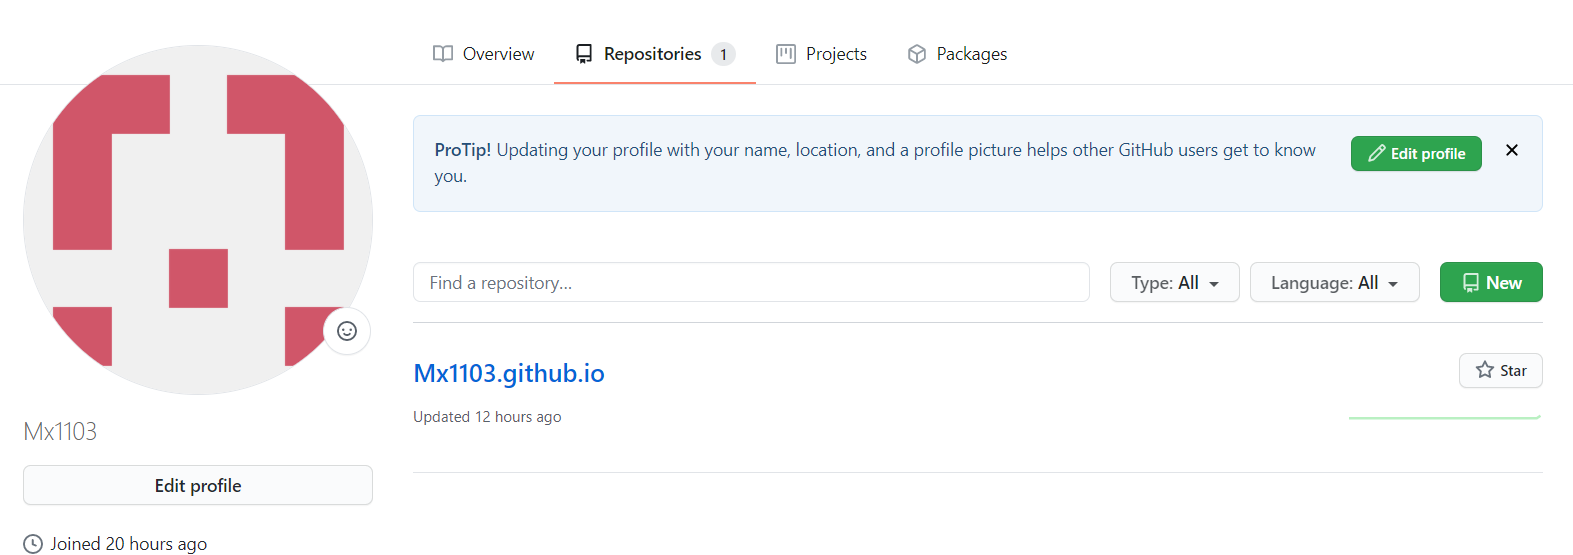 Overview Repositories 1 Projects Packages
ProTip! Updating your profile with your name, location, and a profile picture helps other GitHub users get to know
you.
Edit profile
Find a repository...
Type: All
Language: All
New
Mx1103.github.io
Star
Updated 12 hours ago
Mx1103
Edit profile
Joined 20 hours ago